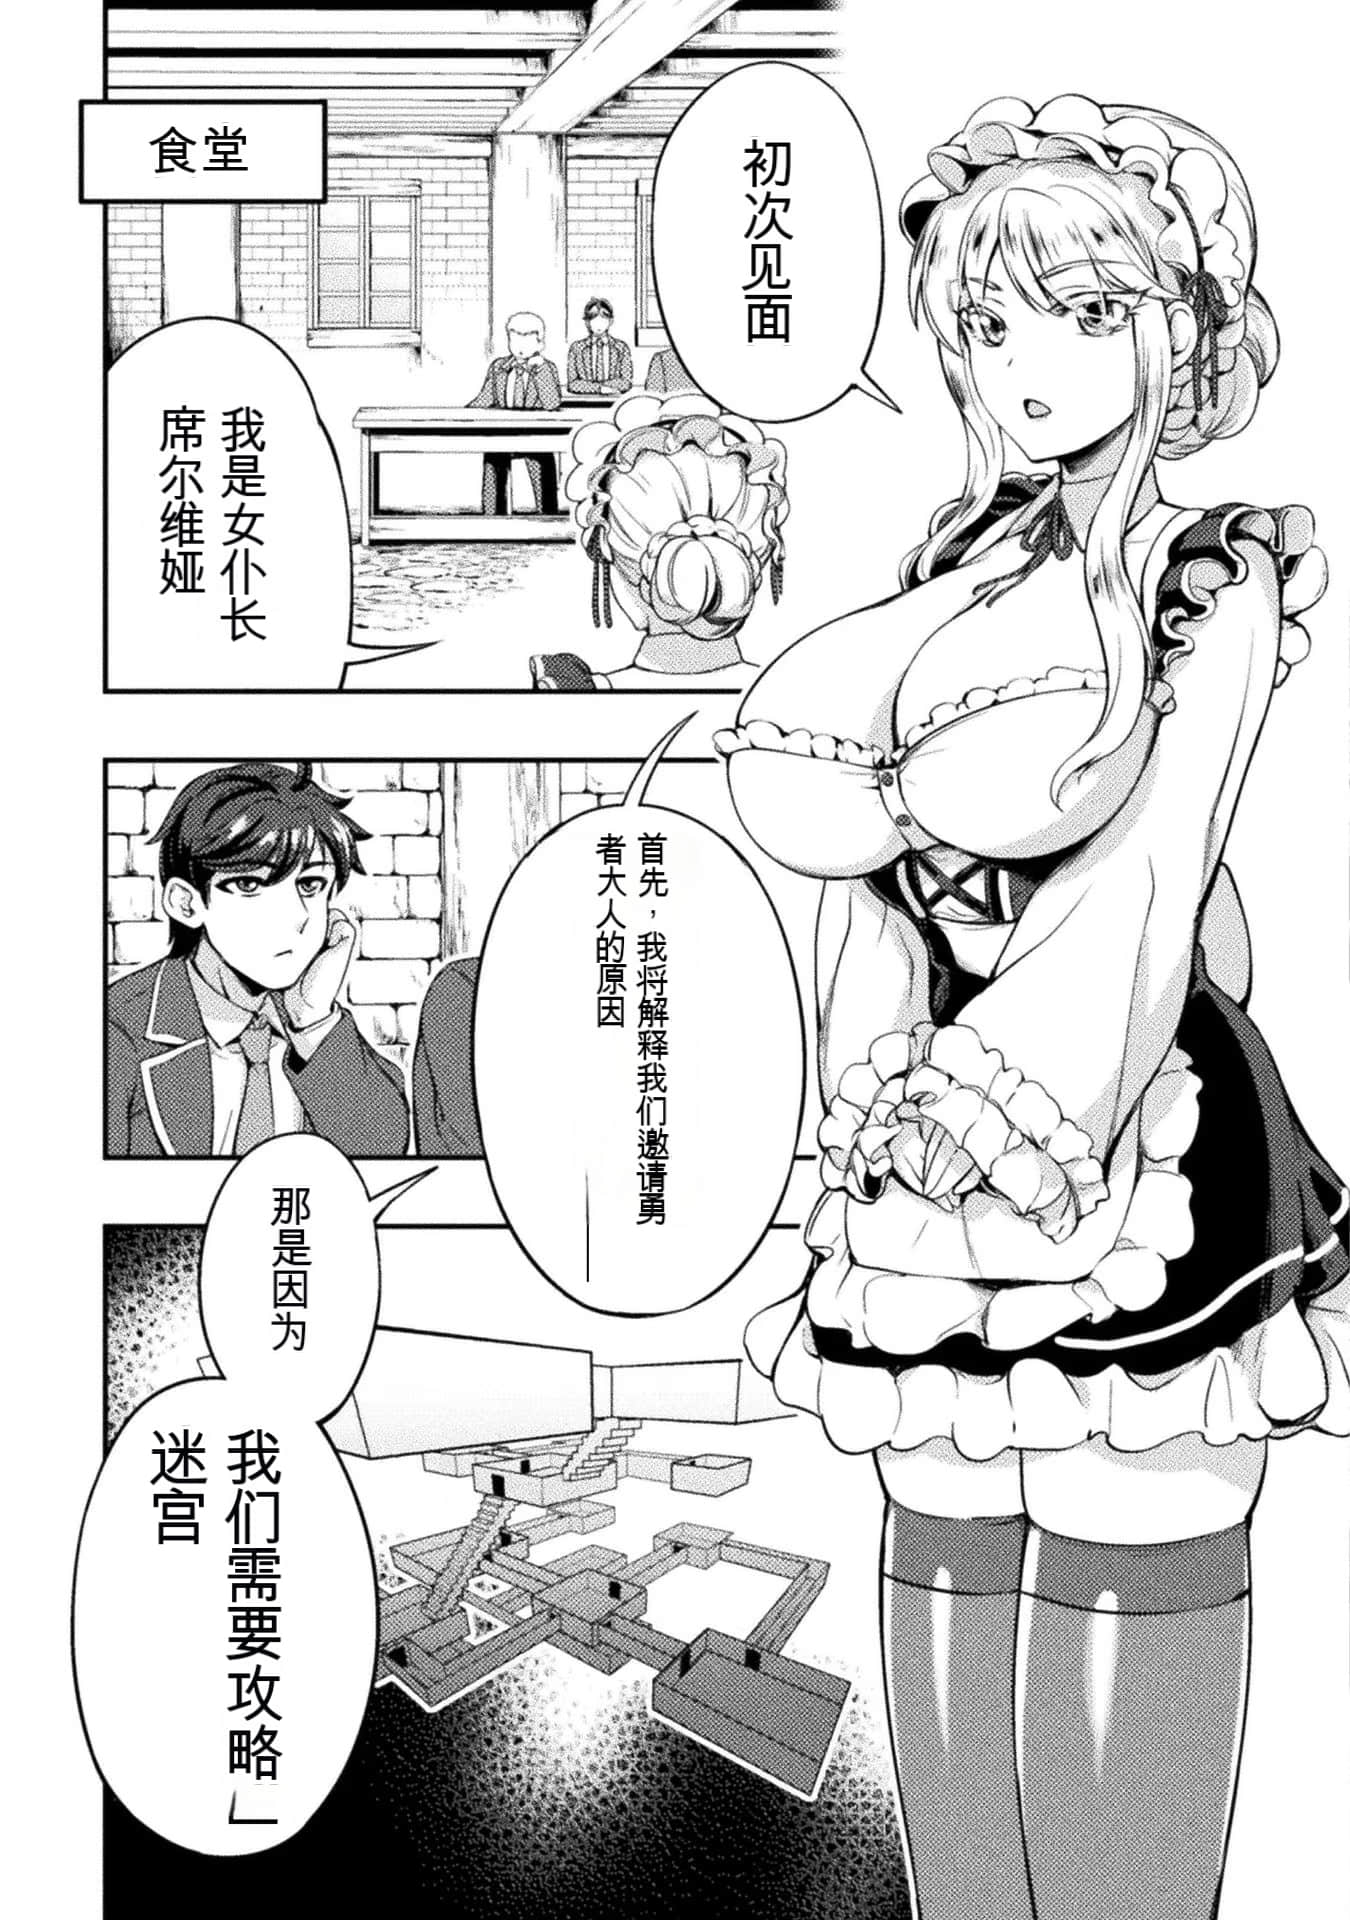 食堂
初次见面
我是女仆长
席尔维娅
首先，我将解释我们邀请勇
者大人的原因——
那是因为
我们需要攻略「
迷宫